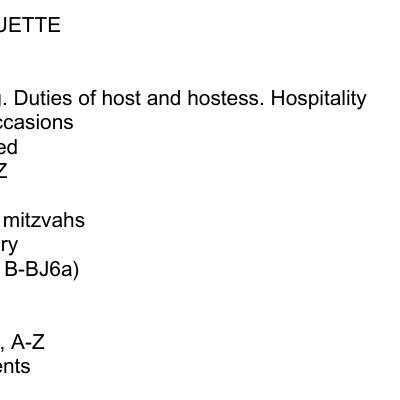 UETTE
. Duties of host and hostess. Hospitality
ccasions
ed
Z
mitzvahs
ry
B-BJ6a)
, A-Z
ents